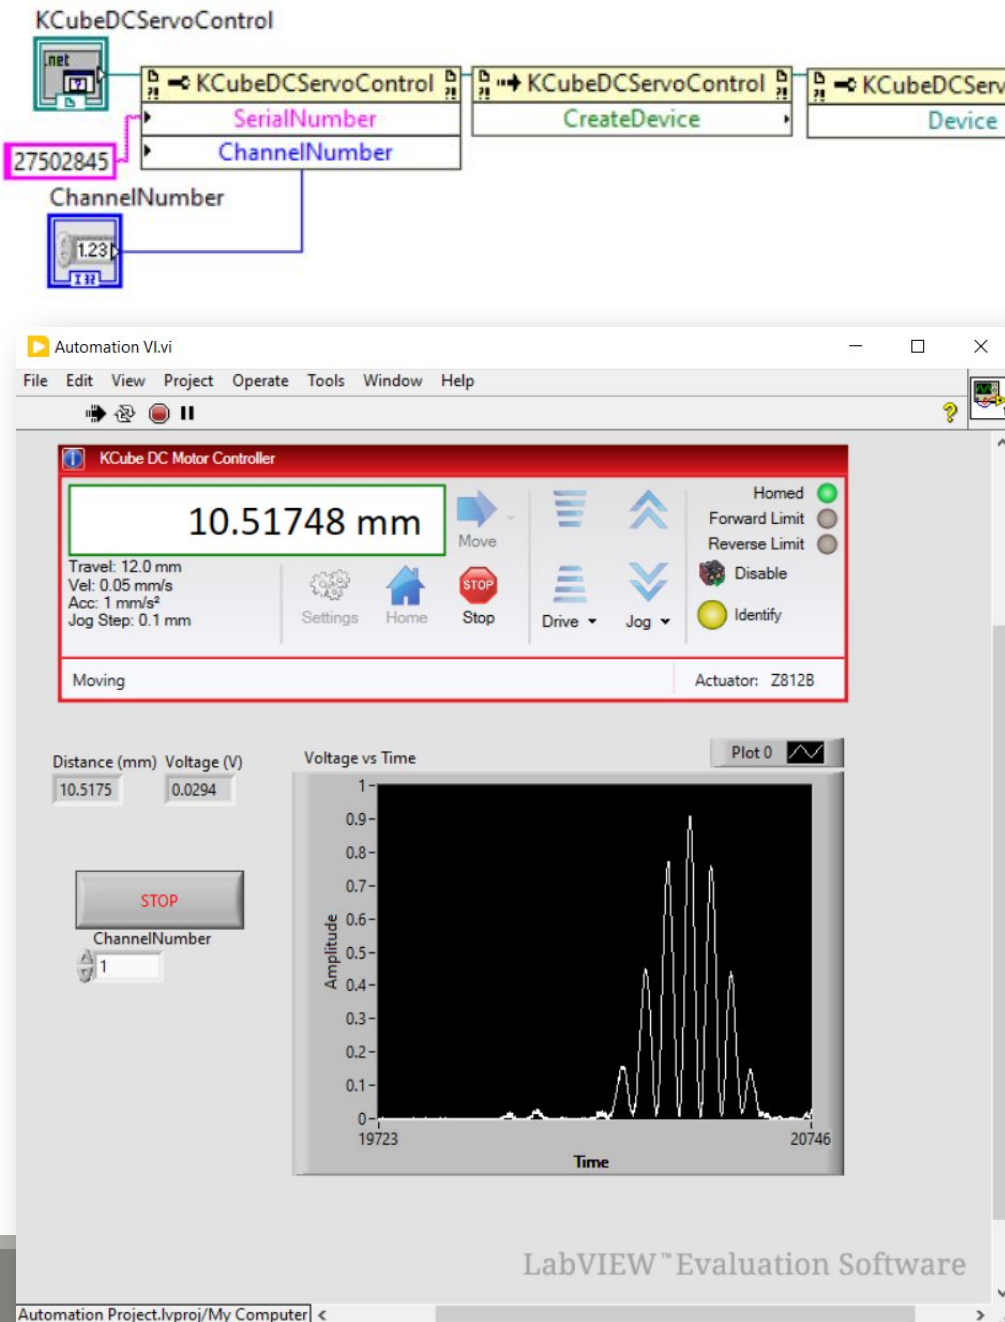 KCubeDCServoControl
.net
KCubeDCServoControl
SerialNumber
ChannelNumber
KCubeDCServoControl
CreateDevice
KCubeDCServ
Device
27502845
ChannelNumber
1.23
I32
Automation VI.vi
File Edit View Project Operate Tools Window Help
KCube DC Motor Controller
10.51748 mm
Travel: 12.0 mm
Vel: 0.05 mm/s
Acc: 1 mm/s²
Jog Step: 0.1 mm
Move
Settings
Home
STOP
Stop
Drive
Jog
Homed
Forward Limit
Reverse Limit
Disable
Identify
Moving
Actuator: Z812B
Distance (mm) Voltage (V)
10.5175 0.0294
STOP
ChannelNumber
1
Voltage vs Time
Plot 0
Amplitude
1
0.9
0.8
0.7
0.6
0.5
0.4
0.3
0.2
0.1
0
19723 20746
Time
LabVIEW™ Evaluation Software
Automation Project.lvproj/My Computer